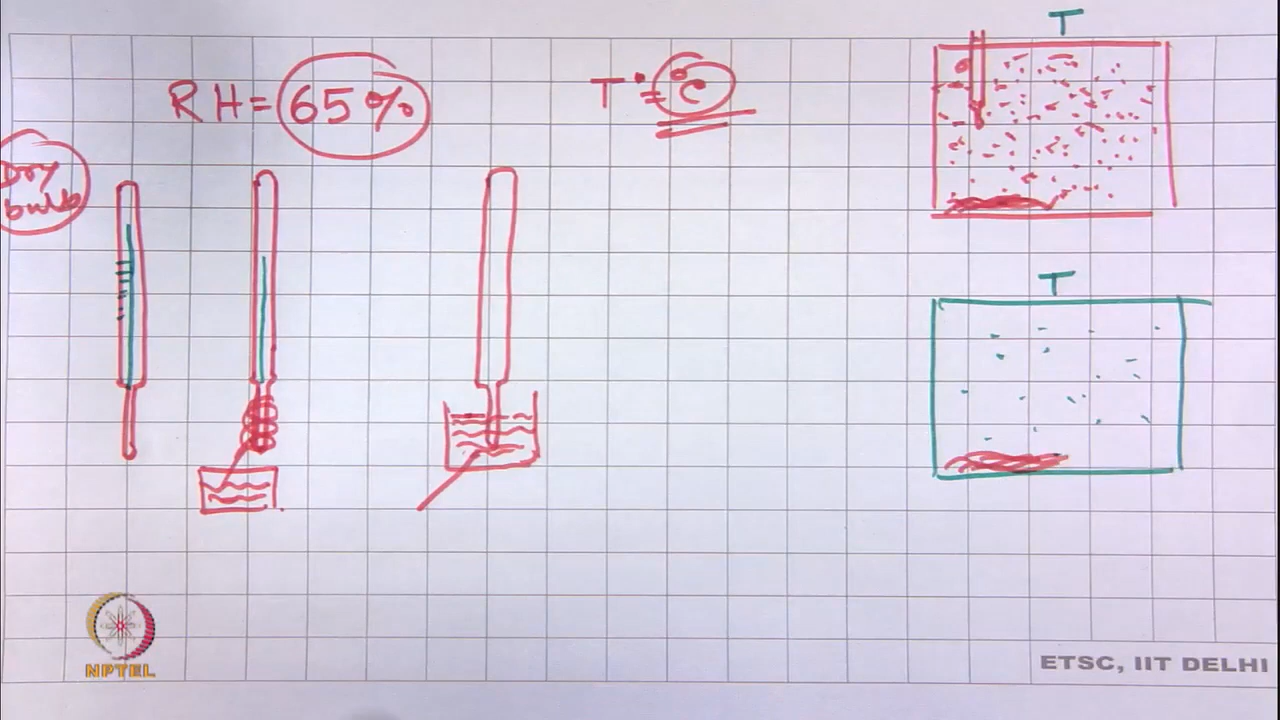 RH = 65%
T = °C
T
Dry
bulb
T
NPTEL
ETSC, IIT DELHI